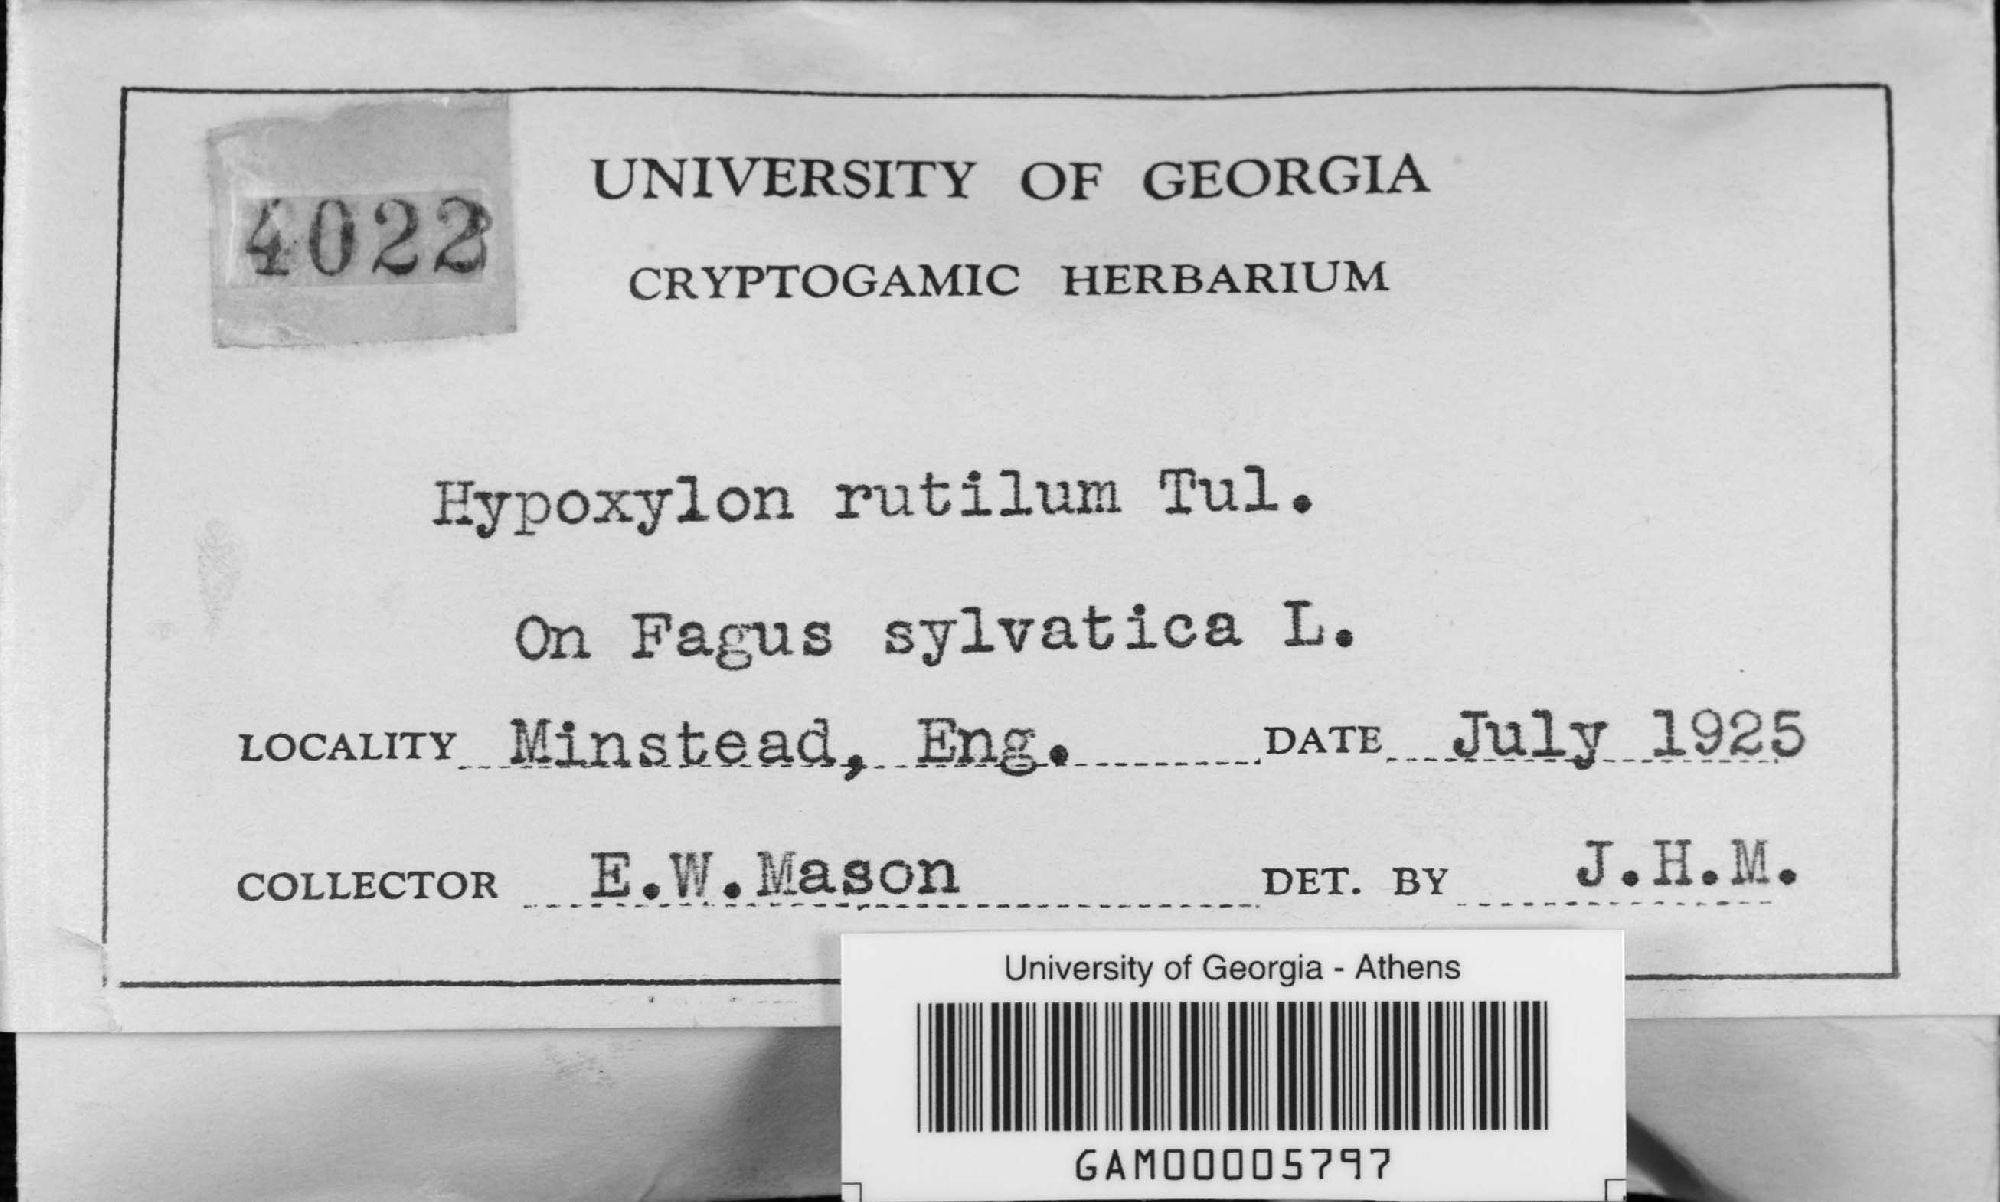 4022
UNIVERSITY OF GEORGIA
CRYPTOGAMIC HERBARIUM
Hypoxylon rutilum Tul.
On Fagus sylvatica L.
LOCALITY Minstead, Eng. DATE July 1925
COLLECTOR E.W.Mason DET. BY J.H.M.
University of Georgia - Athens
GAM00005797